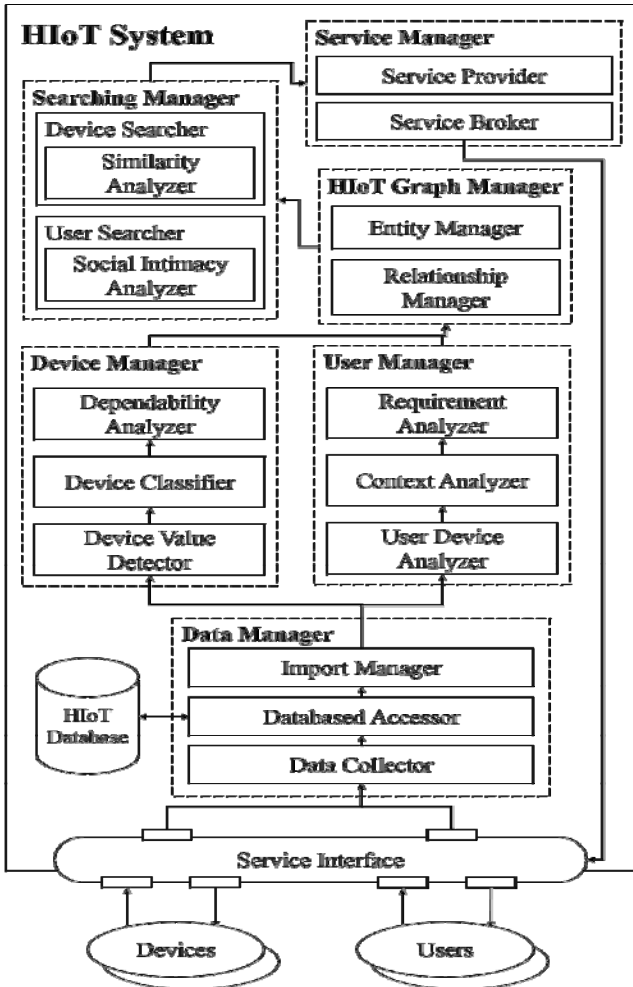 HIoT System
Service Manager
Service Provider
Service Broker
Searching Manager
Device Searcher
Similarity
Analyzer
User Searcher
Social Intimacy
Analyzer
HIoT Graph Manager
Entity Manager
Relationship
Manager
Device Manager
Dependability
Analyzer
Device Classifier
Device Value
Detector
User Manager
Requirement
Analyzer
Context Analyzer
User Device
Analyzer
Data Manager
Import Manager
Databased Accessor
Data Collector
HIoT
Database
Service Interface
Devices
Users